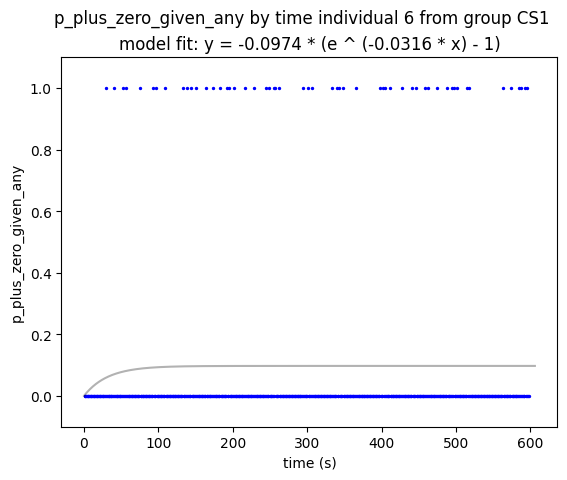 p_plus_zero_given_any by time individual 6 from group CS1
model fit: y = -0.0974 * (e ^ (-0.0316 * x) - 1)
1.0
0.8
0.6
0.4
0.2
0.0
p_plus_zero_given_any
0 100 200 300 400 500 600
time (s)